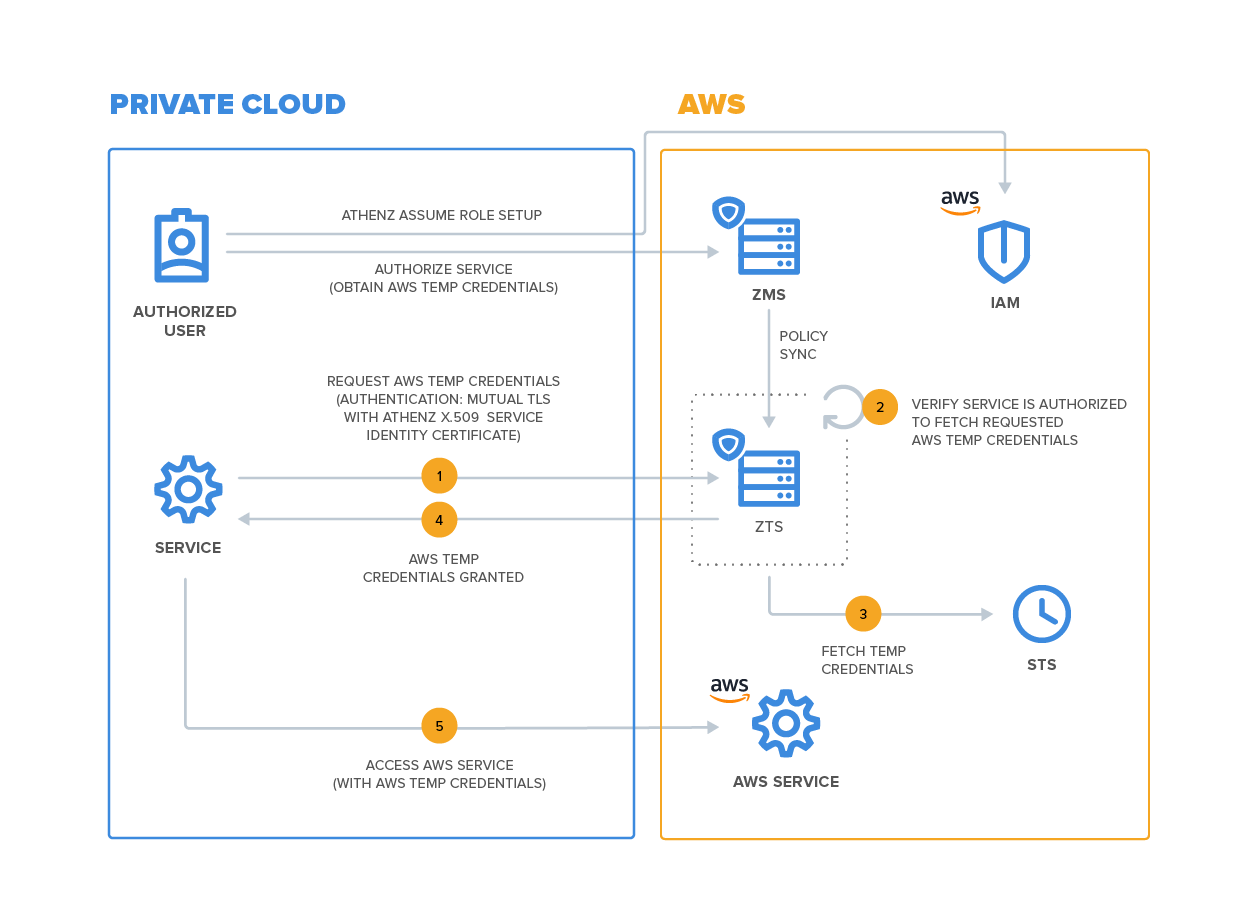 PRIVATE CLOUD
AWS
ATHENZ ASSUME ROLE SETUP
AUTHORIZE SERVICE
(OBTAIN AWS TEMP CREDENTIALS)
AUTHORIZED
USER
ZMS
aws
IAM
POLICY
SYNC
REQUEST AWS TEMP CREDENTIALS
(AUTHENTICATION: MUTUAL TLS
WITH ATHENZ X.509 SERVICE
IDENTITY CERTIFICATE)
2
VERIFY SERVICE IS AUTHORIZED
TO FETCH REQUESTED
AWS TEMP CREDENTIALS
1
4
SERVICE
ZTS
AWS TEMP
CREDENTIALS GRANTED
3
FETCH TEMP
CREDENTIALS
STS
aws
5
ACCESS AWS SERVICE
(WITH AWS TEMP CREDENTIALS)
AWS SERVICE